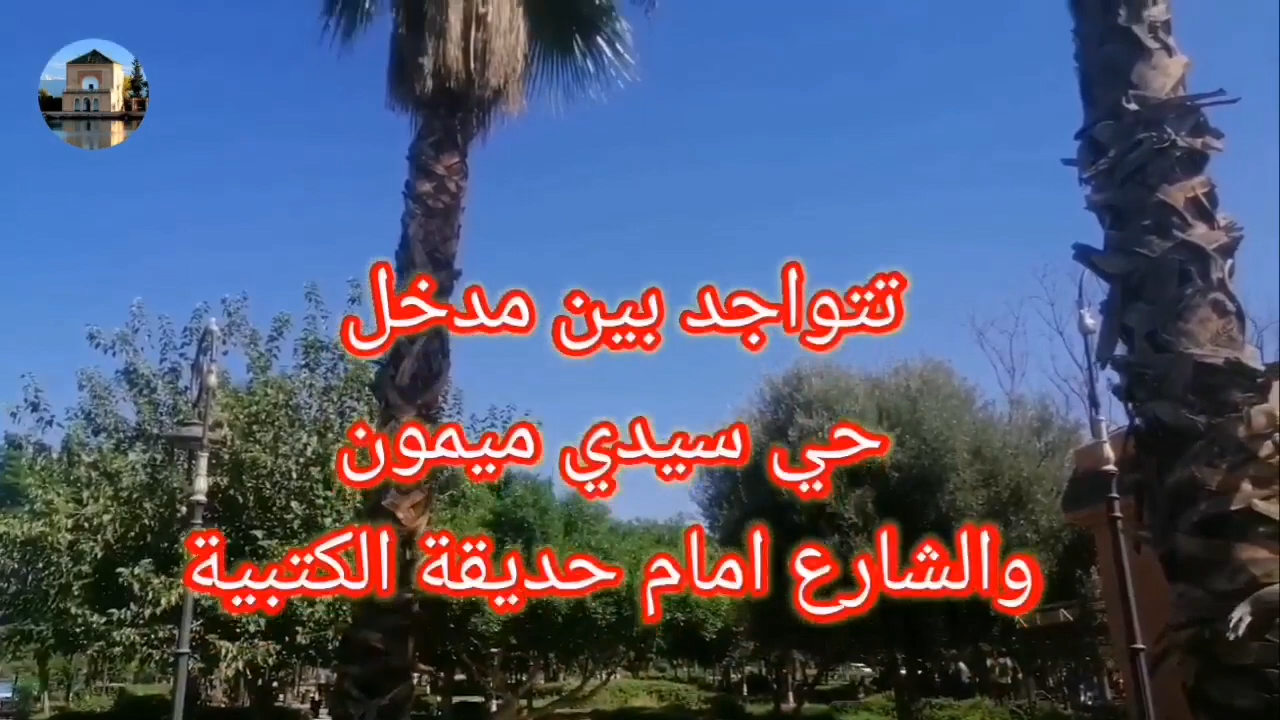 تتواجد بين مدخل
حي سيدي ميمون
والشارع امام حديقة الكتبية